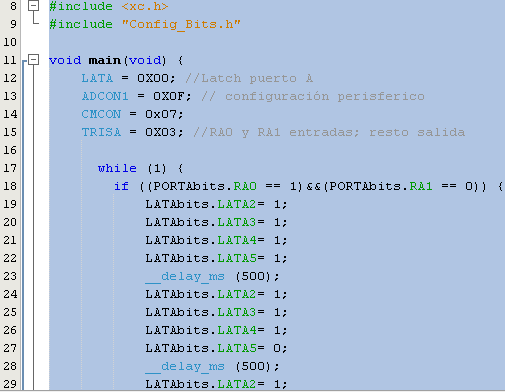 8 #include <xc.h>
9 #include "Config_Bits.h"
10
11 void main(void) {
12 LATA = 0X00; //Latch puerto A
13 ADCON1 = 0X0F; // configuración perisferico
14 CMCON = 0x07;
15 TRISA = 0X03; //RA0 y RA1 entradas; resto salida
16
17 while (1) {
18 if ((PORTAbits.RA0 == 1)&&(PORTAbits.RA1 == 0)) {
19 LATAbits.LATA2= 1;
20 LATAbits.LATA3= 1;
21 LATAbits.LATA4= 1;
22 LATAbits.LATA5= 1;
23 __delay_ms (500);
24 LATAbits.LATA2= 1;
25 LATAbits.LATA3= 1;
26 LATAbits.LATA4= 1;
27 LATAbits.LATA5= 0;
28 __delay_ms (500);
29 LATAbits.LATA2= 1;